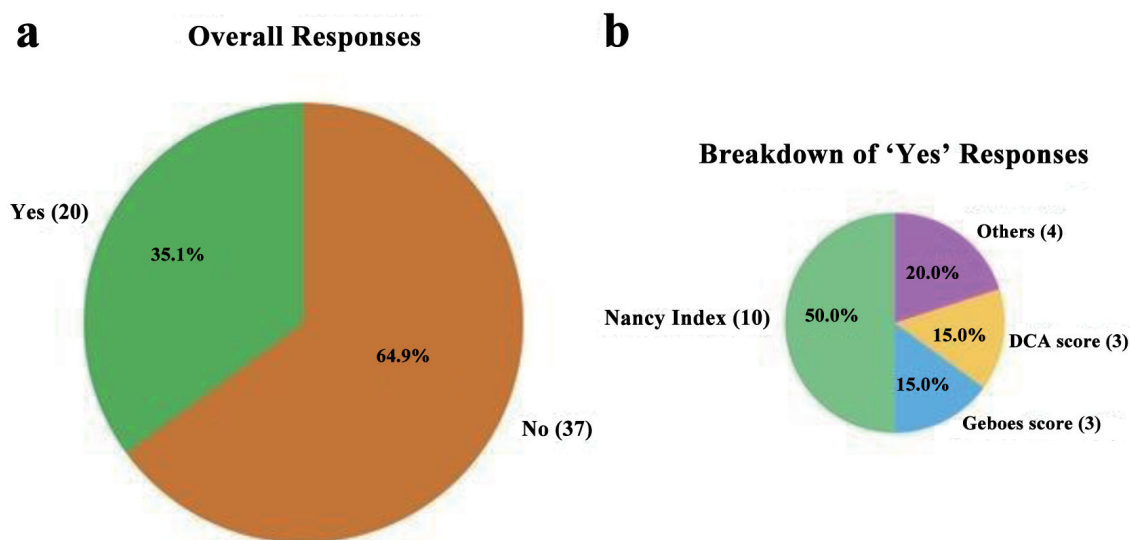 a
Overall Responses
Yes (20)
35.1%
64.9%
No (37)
b
Breakdown of ‘Yes’ Responses
Others (4)
20.0%
Nancy Index (10)
50.0%
15.0%
DCA score (3)
15.0%
Geboes score (3)